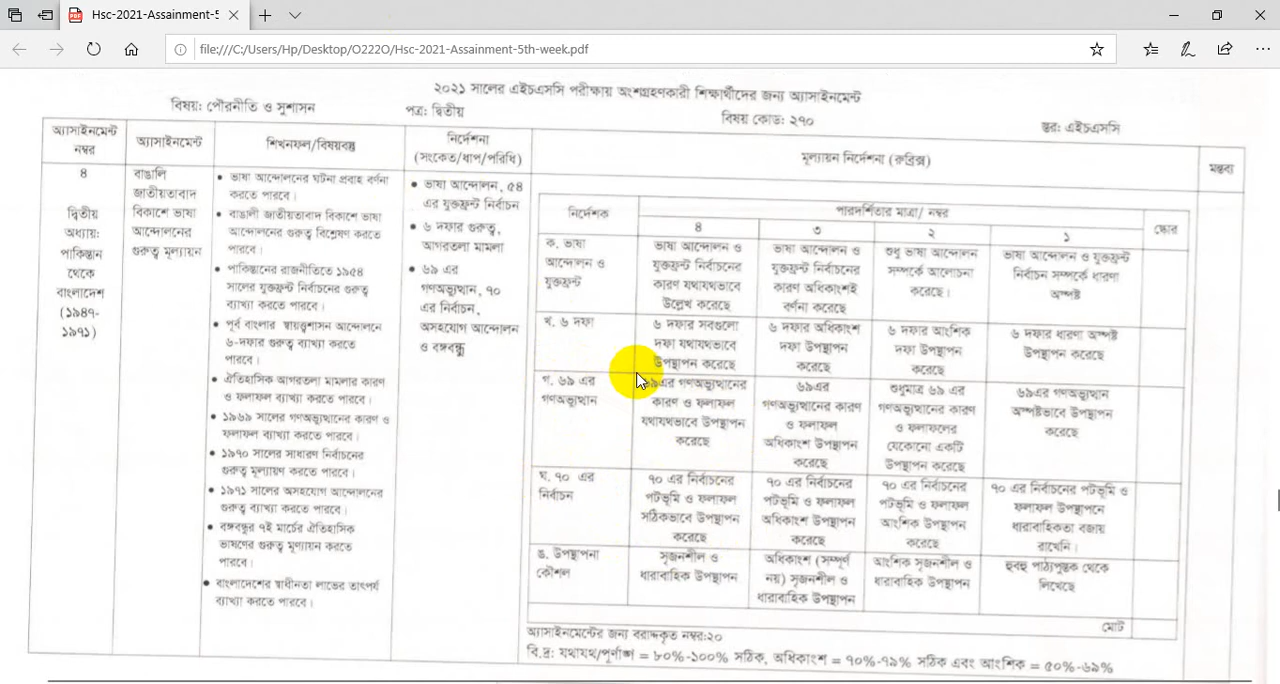 Hsc-2021-Assainment-5
file:///C:/Users/Hp/Desktop/O222O/Hsc-2021-Assainment-5th-week.pdf
২০২১ সালের এইচএসসি পরীক্ষায় অংশগ্রহণকারী শিক্ষার্থীদের জন্য অ্যাসাইনমেন্ট
বিষয়: পৌরনীতি ও সুশাসন
পত্র: দ্বিতীয়
বিষয় কোড: ২৭০
স্তর: এইচএসসি
অ্যাসাইনমেন্ট
নম্বর
অ্যাসাইনমেন্ট
শিখনফল/বিষয়বস্তু
নির্দেশনা
(সংকেত/ধাপ/পরিধি)
মূল্যায়ন নির্দেশনা (রুব্রিক্স)
মন্তব্য
৪
দ্বিতীয়
অধ্যায়:
পাকিস্তান
থেকে
বাংলাদেশ
(১৯৪৭-
১৯৭১)
বাঙালি
জাতীয়তাবাদ
বিকাশে ভাষা
আন্দোলনের
গুরুত্ব মূল্যায়ন
• ভাষা আন্দোলনের ঘটনা প্রবাহ বর্ণনা
করতে পারবে।
• বাঙালী জাতীয়তাবাদ বিকাশে ভাষা
আন্দোলনের গুরুত্ব বিশ্লেষণ করতে
পারবে।
• পাকিস্তানের রাজনীতিতে ১৯৫৪
সালের যুক্তফ্রন্ট নির্বাচনের গুরুত্ব
ব্যাখ্যা করতে পারবে।
• পূর্ব বাংলার স্বায়ত্ত্বশাসন আন্দোলনে
৬-দফার গুরুত্ব ব্যাখ্যা করতে
পারবে।
• ঐতিহাসিক আগরতলা মামলার কারণ
ও ফলাফল ব্যাখ্যা করতে পারবে।
• ১৯৬৯ সালের গণঅভ্যুত্থানের কারণ ও
ফলাফল ব্যাখ্যা করতে পারবে।
• ১৯৭০ সালের সাধারণ নির্বাচনের
গুরুত্ব মূল্যায়ণ করতে পারবে।
• ১৯৭১ সালের অসহযোগ আন্দোলনের
গুরুত্ব ব্যাখ্যা করতে পারবে।
• বঙ্গবন্ধুর ৭ই মার্চের ঐতিহাসিক
ভাষণের গুরুত্ব মূল্যায়ন করতে
পারবে।
• বাংলাদেশের স্বাধীনতা লাভের তাৎপর্য
ব্যাখ্যা করতে পারবে।
• ভাষা আন্দোলন, ৫৪
এর যুক্তফ্রন্ট নির্বাচন
• ৬ দফার গুরুত্ব,
আগরতলা মামলা
• ৬৯ এর
গণঅভ্যুত্থান, ৭০
এর নির্বাচন,
অসহযোগ আন্দোলন
ও বঙ্গবন্ধু
নির্দেশক
পারদর্শিতার মাত্রা/ নম্বর
স্কোর
৪ ৩ ২ ১
ক. ভাষা
আন্দোলন ও
যুক্তফ্রন্ট
ভাষা আন্দোলন ও
যুক্তফ্রন্ট নির্বাচনের
কারণ যথাযথভাবে
উল্লেখ করেছে
ভাষা আন্দোলন ও
যুক্তফ্রন্ট নির্বাচনের
কারণ অধিকাংশই
বর্ণনা করেছে
শুধু ভাষা আন্দোলন
সম্পর্কে আলোচনা
করেছে।
ভাষা আন্দোলন ও যুক্তফ্রন্ট
নির্বাচন সম্পর্কে ধারণা
অস্পষ্ট
খ. ৬ দফা
৬ দফার সবগুলো
দফা যথাযথভাবে
উপস্থাপন করেছে
৬ দফার অধিকাংশ
দফা উপস্থাপন
করেছে
৬ দফার আংশিক
দফা উপস্থাপন
করেছে
৬ দফার ধারণা অস্পষ্ট
উপস্থাপন করেছে
গ. ৬৯ এর
গণঅভ্যুত্থান
৬৯এর গণঅভ্যুত্থানের
কারণ ও ফলাফল
যথাযথভাবে উপস্থাপন
করেছে
৬৯এর
গণঅভ্যুত্থানের কারণ
ও ফলাফল
অধিকাংশ উপস্থাপন
করেছে
শুধুমাত্র ৬৯ এর
গণঅভ্যুত্থানের কারণ
ও ফলাফলের
যেকোনো একটি
উপস্থাপন করেছে
৬৯এর গণঅভ্যুত্থান
অস্পষ্টভাবে উপস্থাপন
করেছে
ঘ. ৭০ এর
নির্বাচন
৭০ এর নির্বাচনের
পটভূমি ও ফলাফল
সঠিকভাবে উপস্থাপন
করেছে
৭০ এর নির্বাচনের
পটভূমি ও ফলাফল
অধিকাংশ উপস্থাপন
করেছে
৭০ এর নির্বাচনের
পটভূমি ও ফলাফল
আংশিক উপস্থাপন
করেছে
৭০ এর নির্বাচনের পটভূমি ও
ফলাফল উপস্থাপনে
ধারাবাহিকতা বজায়
রাখেনি।
ঙ. উপস্থাপনা
কৌশল
সৃজনশীল ও
ধারাবাহিক উপস্থাপন
অধিকাংশ (সম্পূর্ণ
নয়) সৃজনশীল ও
ধারাবাহিক উপস্থাপন
আংশিক সৃজনশীল ও
ধারাবাহিক উপস্থাপন
হুবহু পাঠ্যপুস্তক থেকে
লিখেছে
মোট
অ্যাসাইনমেন্টের জন্য বরাদ্দকৃত নম্বর:২০
বি.দ্র: যথাযথ/পূর্ণাঙ্গ = ৮০%-১০০% সঠিক, অধিকাংশ = ৭০%-৭৯% সঠিক এবং আংশিক = ৫০%-৬৯%